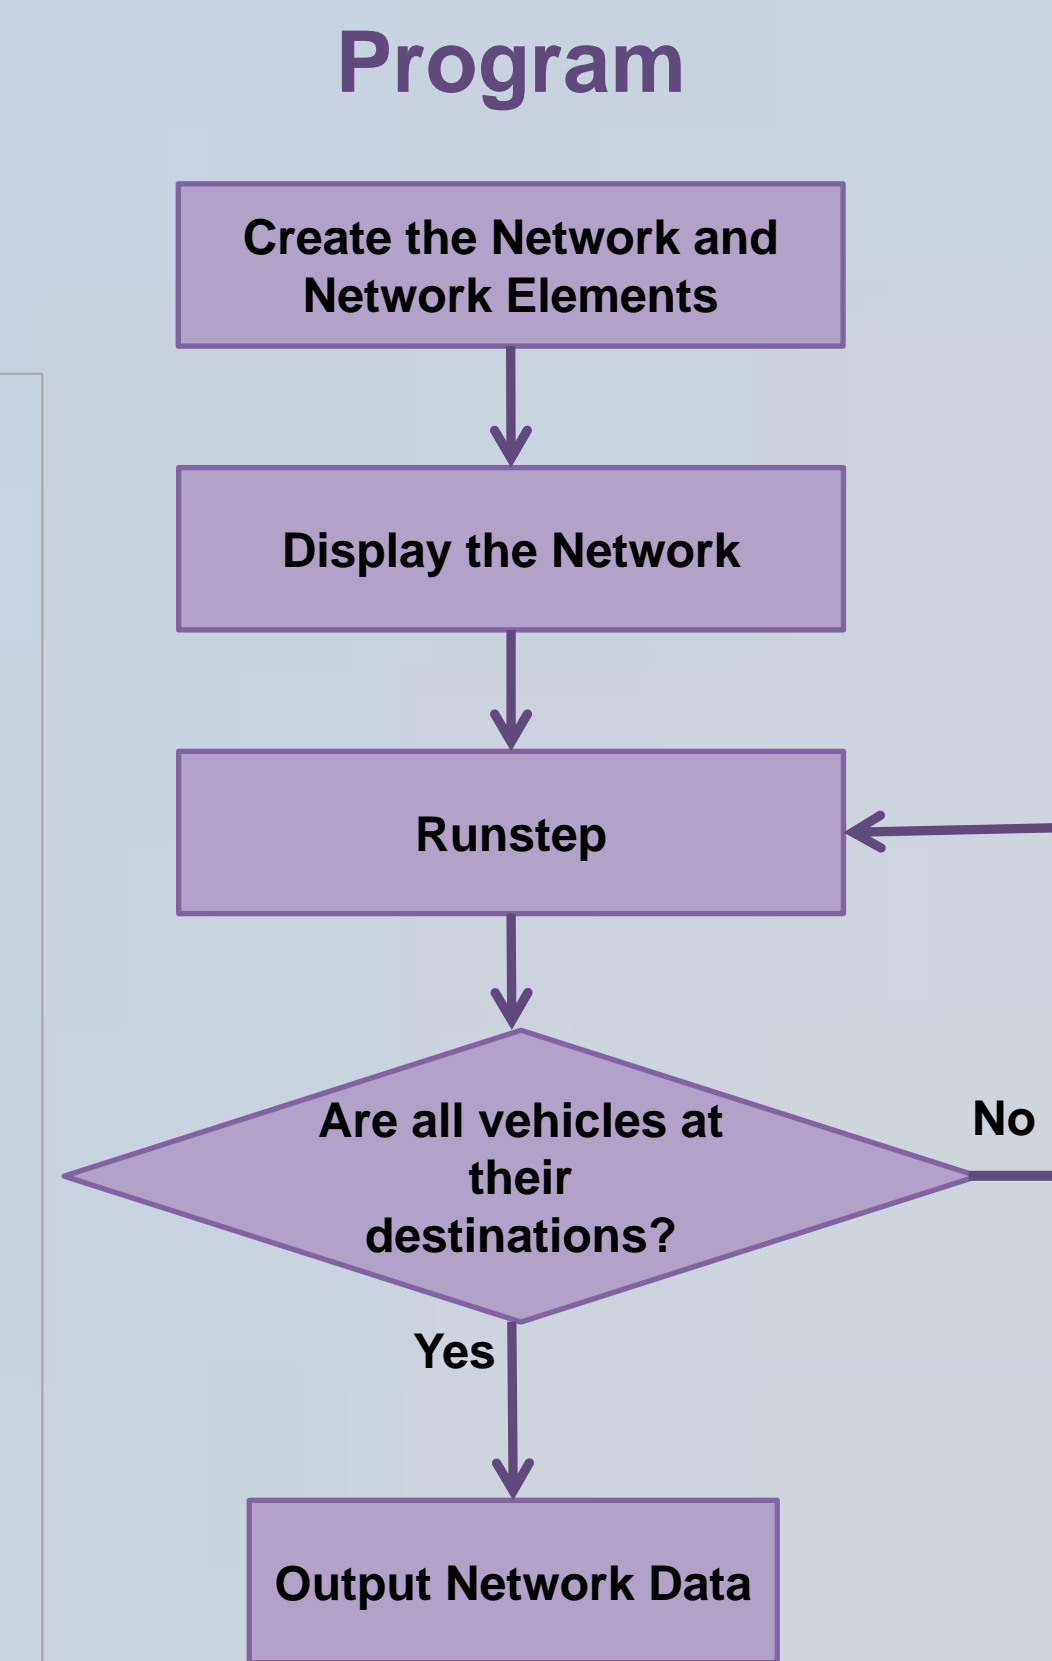 Program
Create the Network and
Network Elements
Display the Network
Runstep
Are all vehicles at
their
destinations?
No
Yes
Output Network Data